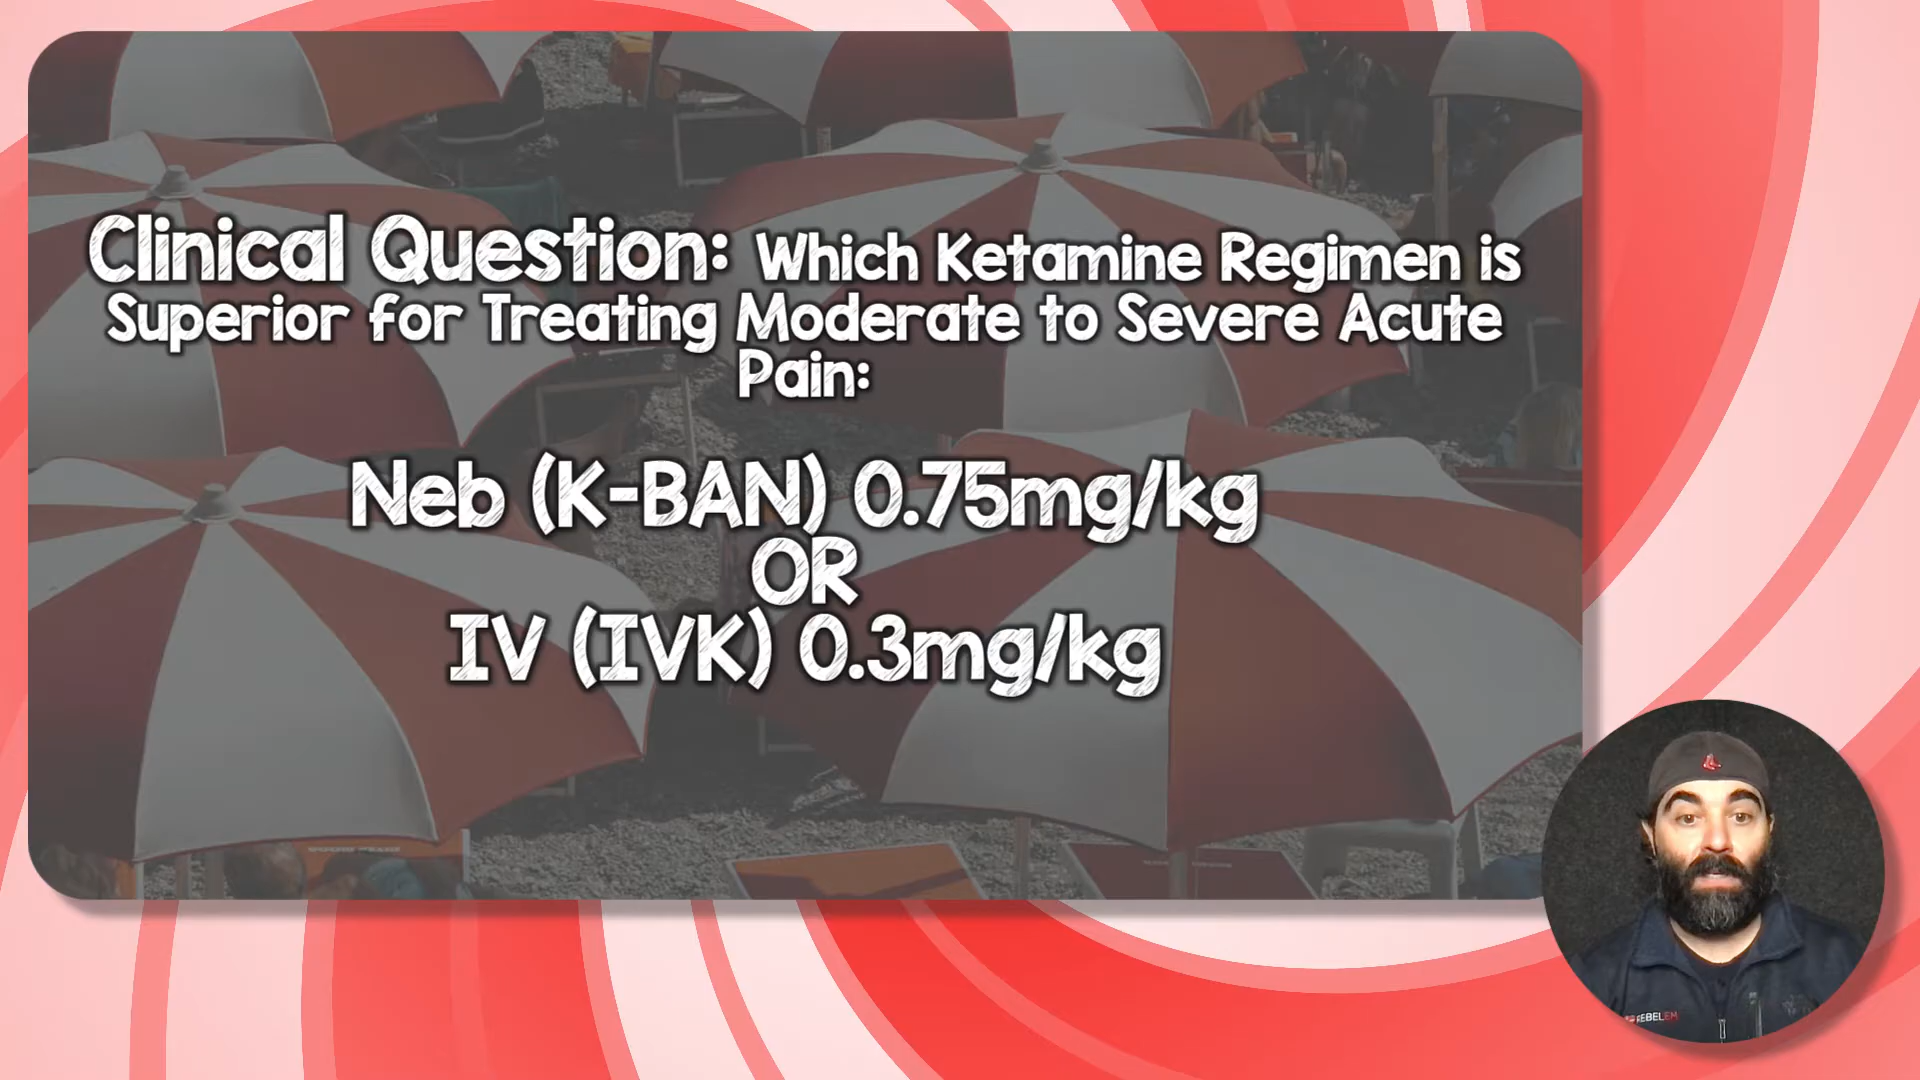 Clinical Question: Which Ketamine Regimen is
Superior for Treating Moderate to Severe Acute
Pain:
Neb (K-BAN) 0.75mg/kg
OR
IV (IVK) 0.3mg/kg
REBELEM